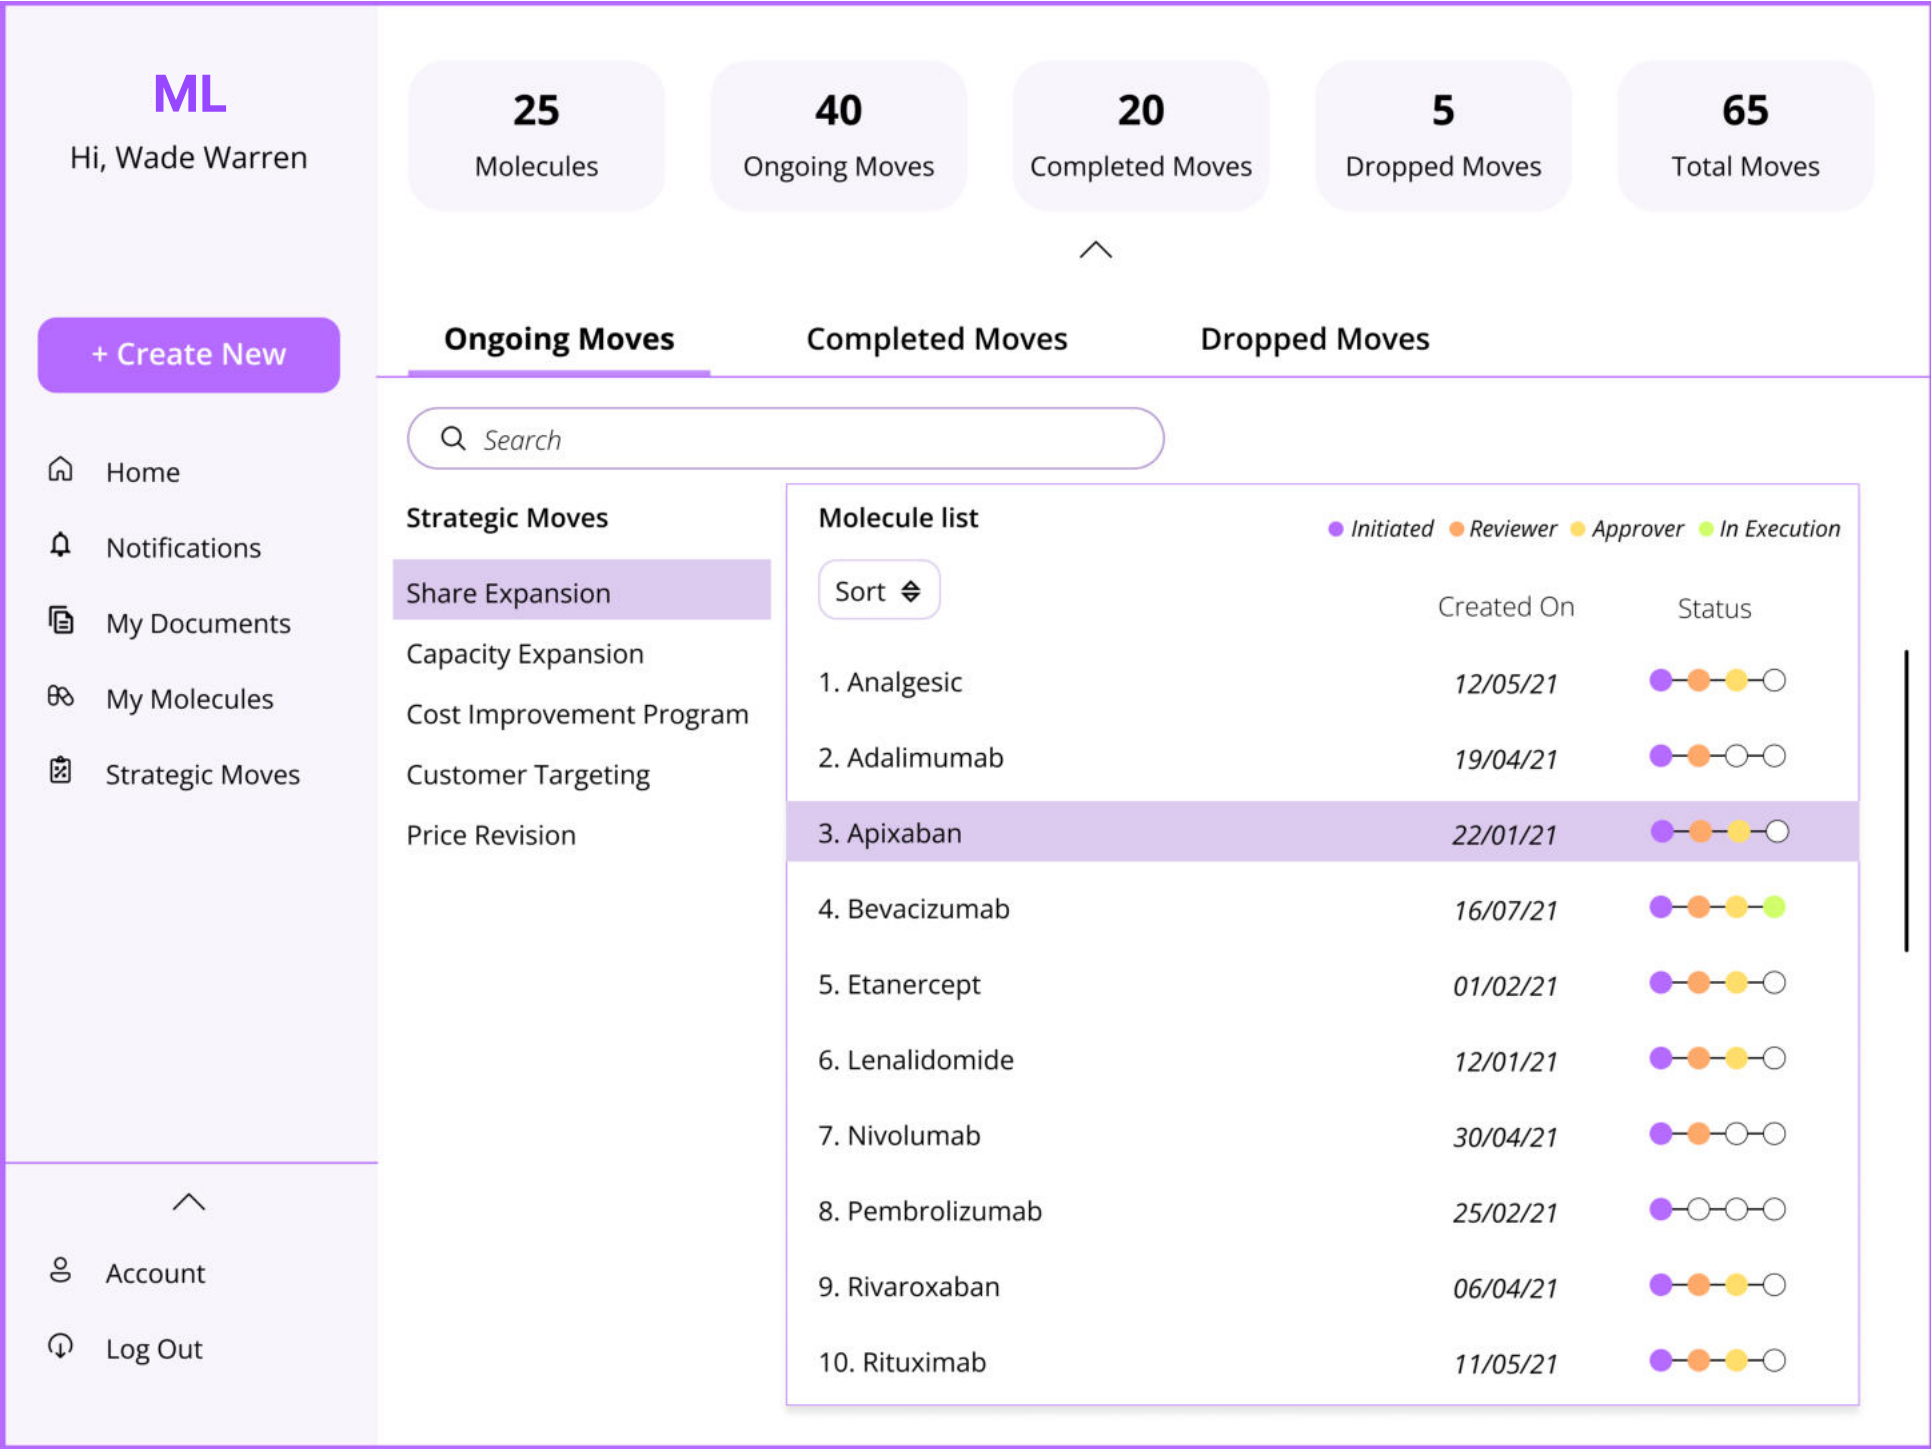 ML
Hi, Wade Warren
+ Create New
Home
Notifications
My Documents
My Molecules
Strategic Moves
Account
Log Out
25
Molecules
40
Ongoing Moves
20
Completed Moves
5
Dropped Moves
65
Total Moves
Ongoing Moves Completed Moves Dropped Moves
Search
Strategic Moves
Share Expansion
Capacity Expansion
Cost Improvement Program
Customer Targeting
Price Revision
Molecule list
Initiated Reviewer Approver In Execution
Sort
Created On Status
1. Analgesic 12/05/21
2. Adalimumab 19/04/21
3. Apixaban 22/01/21
4. Bevacizumab 16/07/21
5. Etanercept 01/02/21
6. Lenalidomide 12/01/21
7. Nivolumab 30/04/21
8. Pembrolizumab 25/02/21
9. Rivaroxaban 06/04/21
10. Rituximab 11/05/21